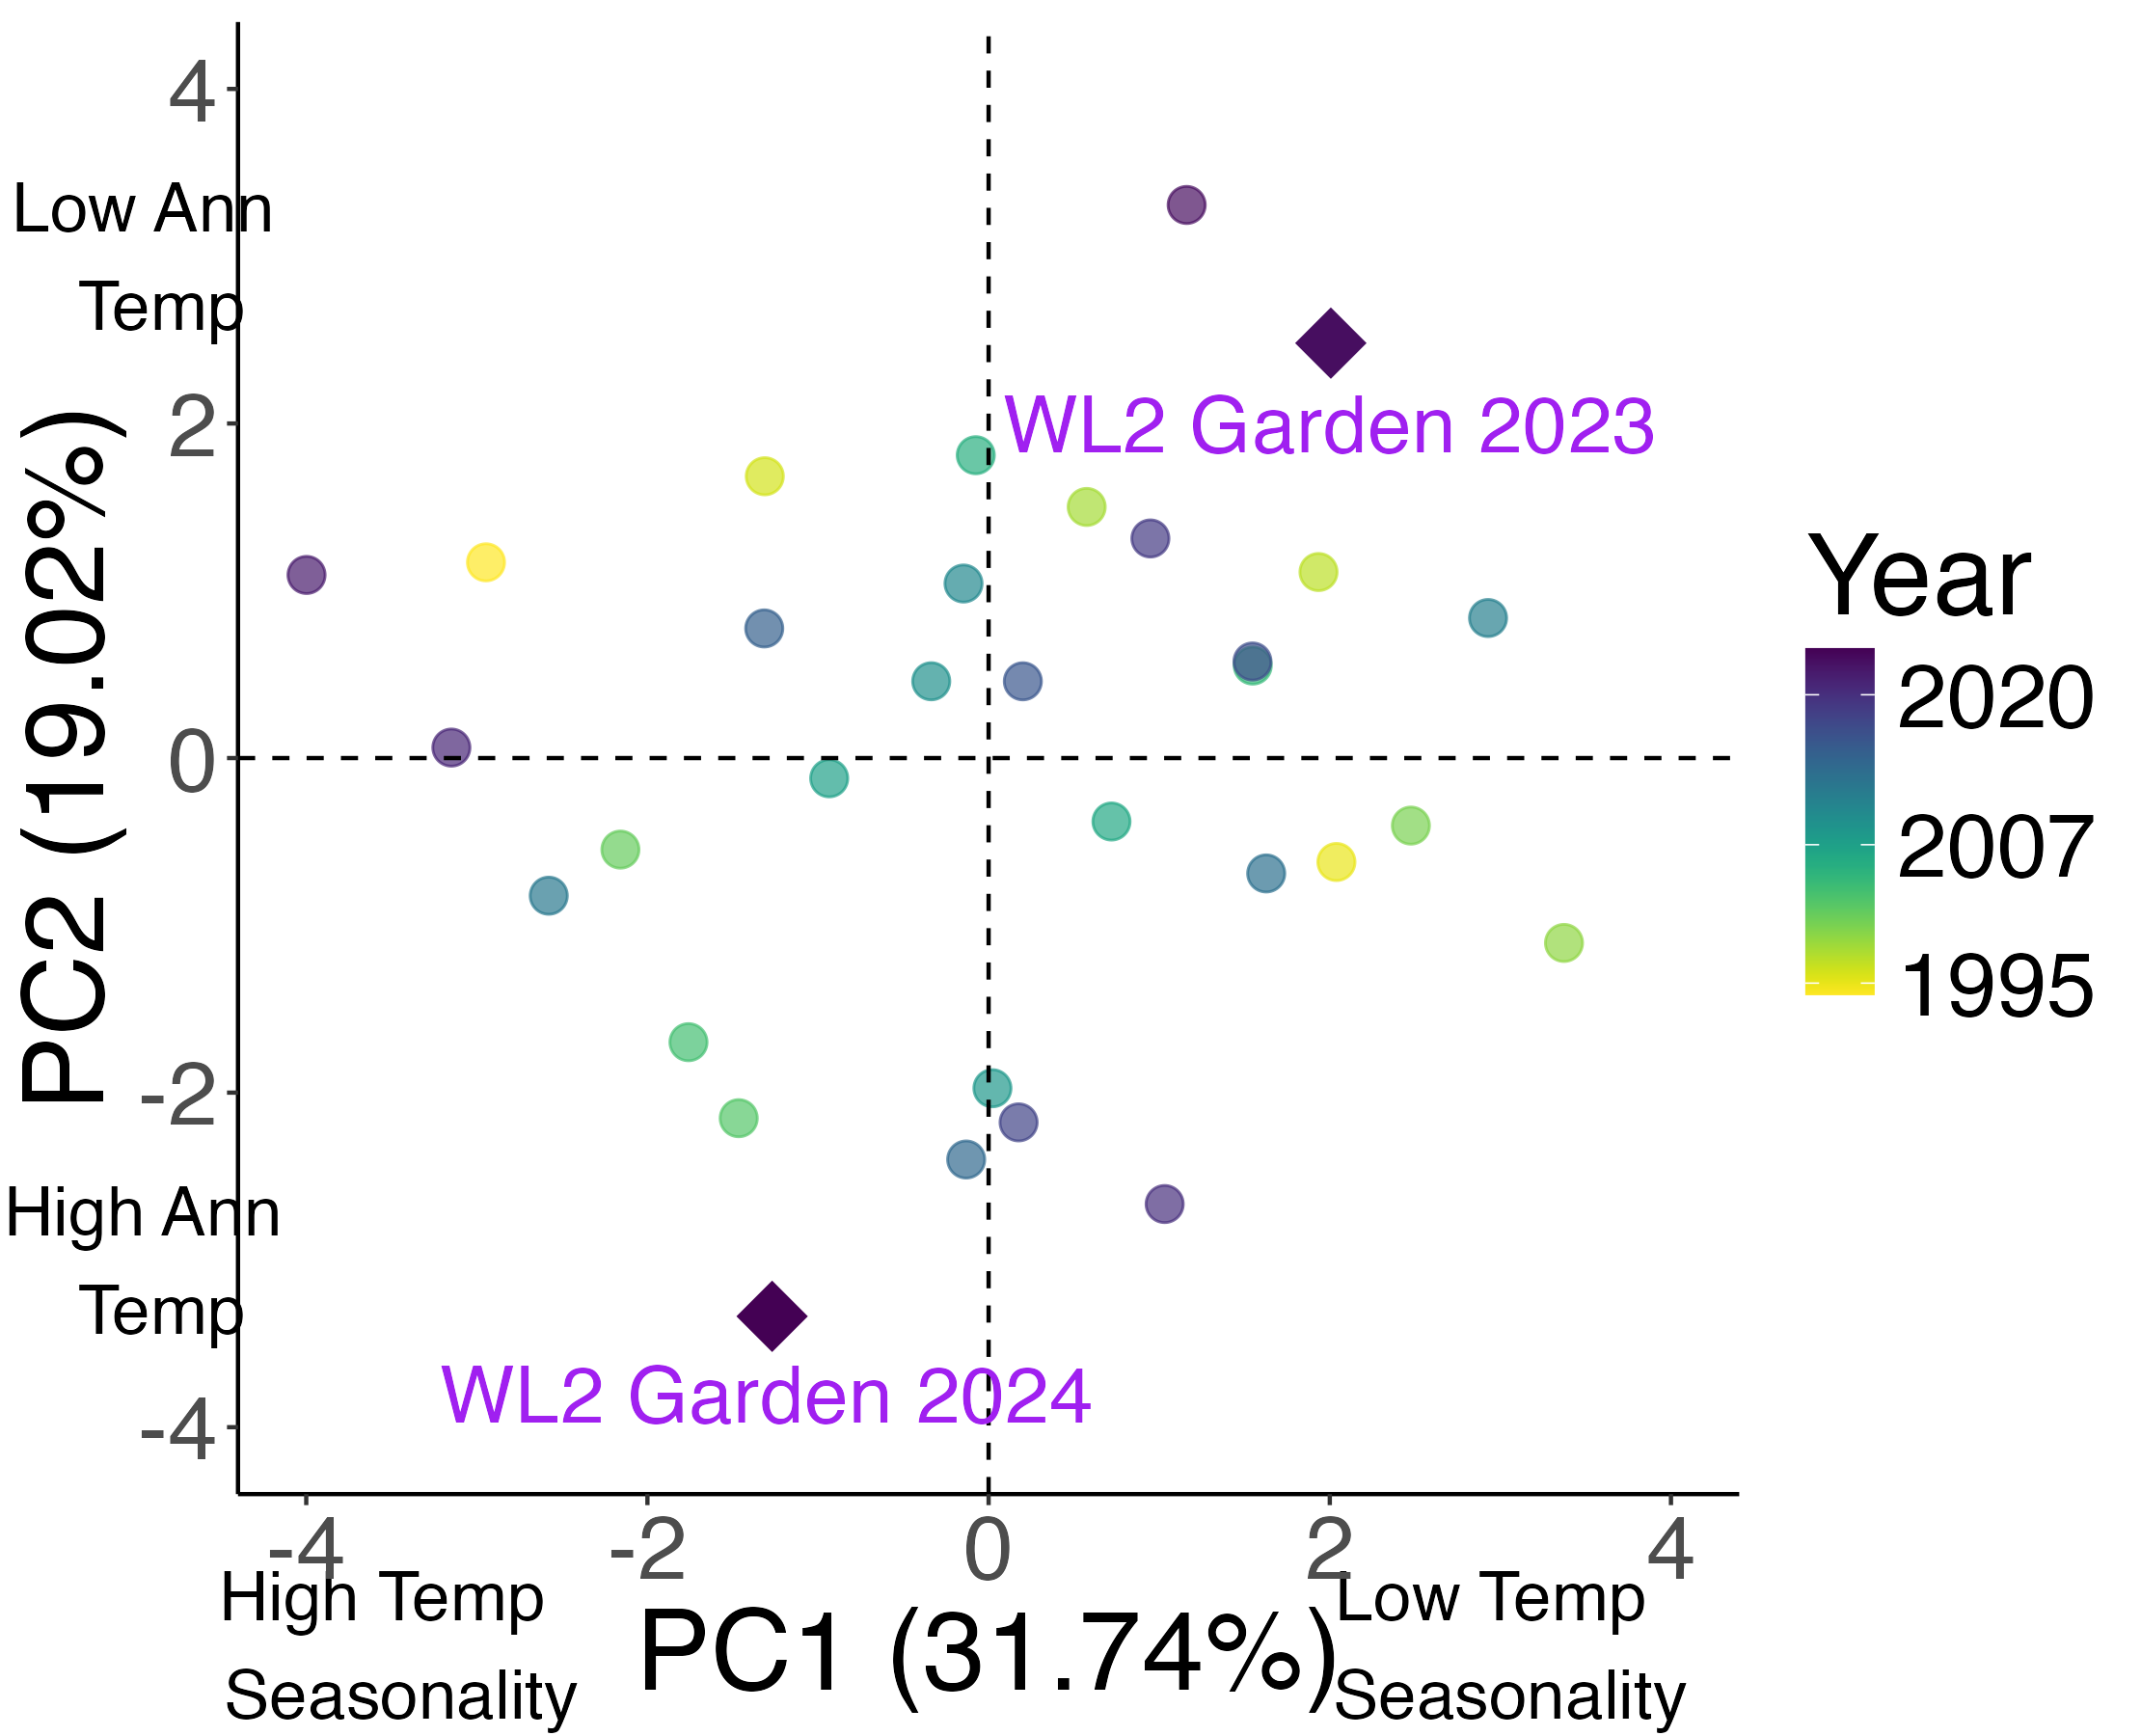 4
Low Ann
Temp
2
WL2 Garden 2023
PC2 (19.02%)
0
-2
High Ann
Temp
-4
WL2 Garden 2024
-4
-2
0
2
4
High Temp
Seasonality
PC1 (31.74%)
Low Temp
Seasonality
Year
2020
2007
1995